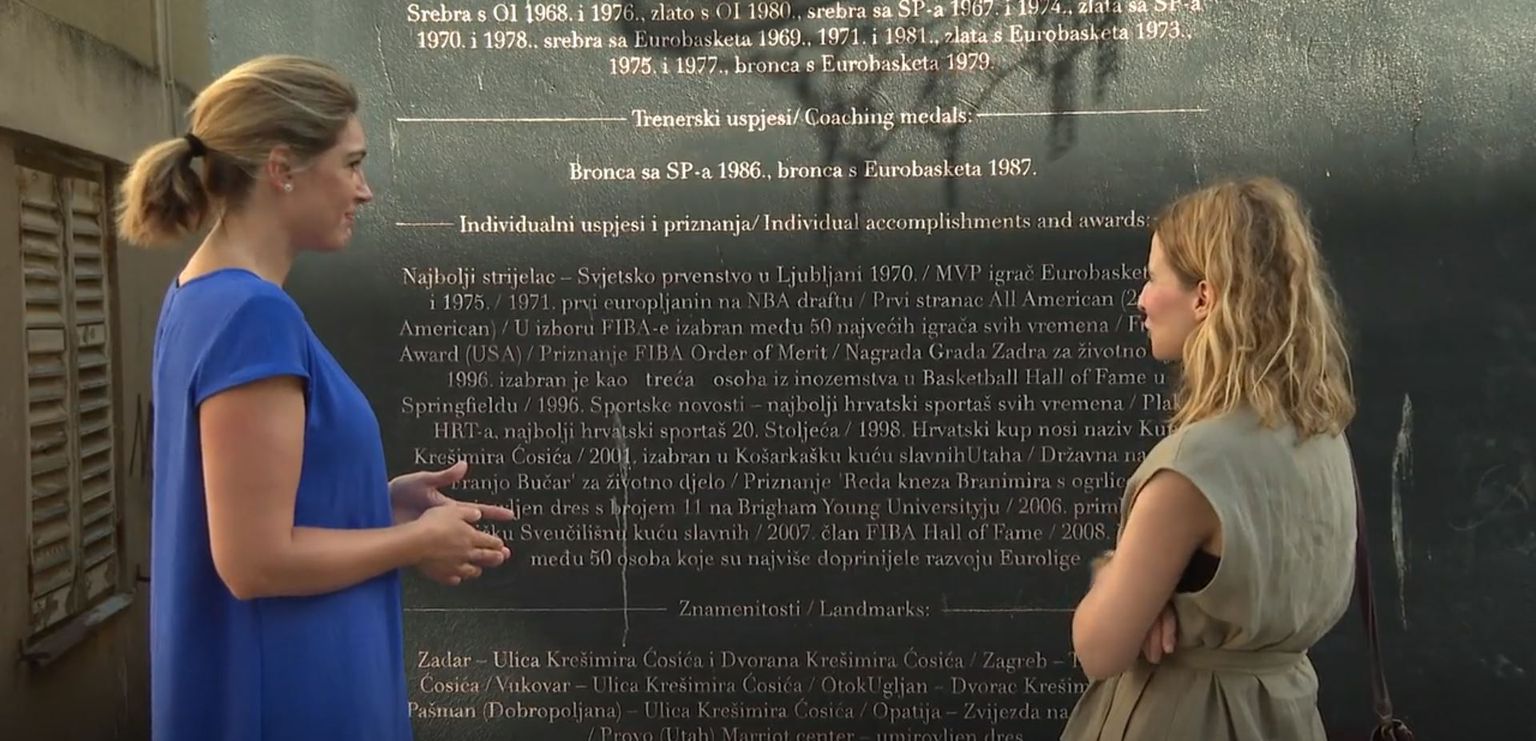 Srebra s OI 1968. i 1976., zlato s OI 1980., srebra sa SP-a 1967. i 1974., zlata sa SP-a
1970. i 1978., srebra sa Eurobasketa 1969., 1971. i 1981., zlata s Eurobasketa 1973.,
1975. i 1977., bronca s Eurobasketa 1979.
Trenerski uspjesi/ Coaching medals:
Bronca sa SP-a 1986., bronca s Eurobasketa 1987.
Individualni uspjesi i priznanja/ Individual accomplishments and awards:
Najbolji strijelac – Svjetsko prvenstvo u Ljubljani 1970. / MVP igrač Eurobasket
i 1975. / 1971. prvi europljanin na NBA draftu / Prvi stranac All American (2
American) / U izboru FIBA-e izabran među 50 najvećih igrača svih vremena /
Award (USA) / Priznanje FIBA Order of Merit / Nagrada Grada Zadra za životno
1996. izabran je kao treća osoba iz inozemstva u Basketball Hall of Fame u
Springfieldu / 1996. Sportske novosti – najbolji hrvatski sportaš svih vremena /
HRT-a, najbolji hrvatski sportaš 20. Stoljeća / 1998. Hrvatski kup nosi naziv
Krešimira Ćosića / 2001. izabran u Košarkašku kuću slavnihUtaha / Državna
ranjo Bučar' za životno djelo / Priznanje 'Reda kneza Branimira s
dres s brojem 11 na Brigham Young Universityju / 2006.
Sveučilišnu kuću slavnih / 2007. član FIBA Hall of Fame / 2008.
među 50 osoba koje su najviše doprinijele razvoju Eurolige
Znamenitosti / Landmarks:
Zadar – Ulica Krešimira Ćosića i Dvorana Krešimira Ćosića / Zagreb –
Ćosića / Vukovar – Ulica Krešimira Ćosića / OtokUgljan – Dvorac
Pašman (Dobropoljana) – Ulica Krešimira Ćosića / Opatija – Zvijezda na
/ Provo (Utah) Marriot center – umirovljen dres